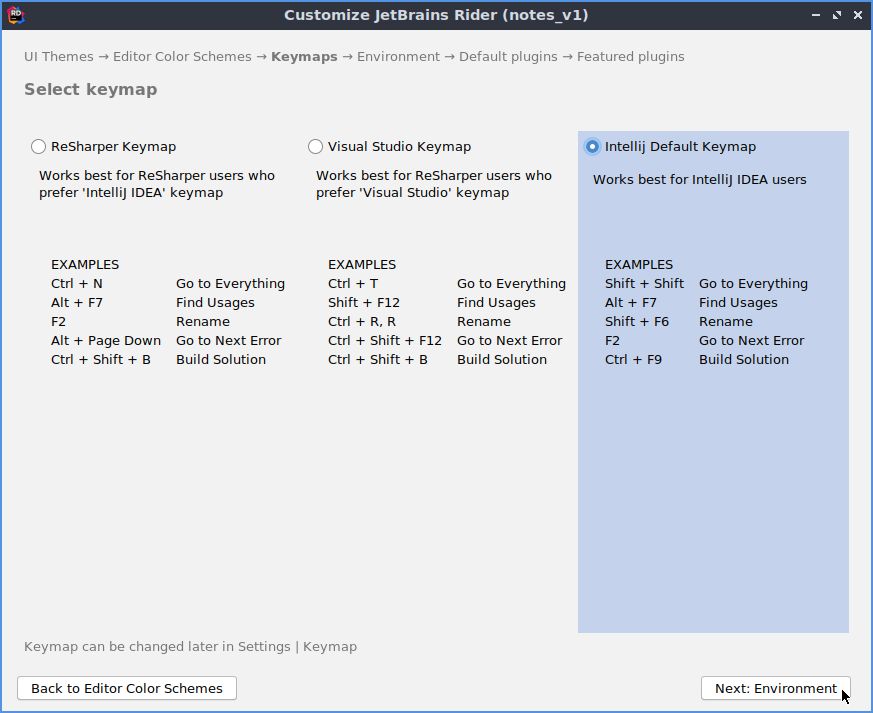 RD
Customize JetBrains Rider (notes_v1)
UI Themes → Editor Color Schemes → Keymaps → Environment → Default plugins → Featured plugins
Select keymap
ReSharper Keymap
Works best for ReSharper users who
prefer 'IntelliJ IDEA' keymap
EXAMPLES
Ctrl + N Go to Everything
Alt + F7 Find Usages
F2 Rename
Alt + Page Down Go to Next Error
Ctrl + Shift + B Build Solution
Visual Studio Keymap
Works best for ReSharper users who
prefer 'Visual Studio' keymap
EXAMPLES
Ctrl + T Go to Everything
Shift + F12 Find Usages
Ctrl + R, R Rename
Ctrl + Shift + F12 Go to Next Error
Ctrl + Shift + B Build Solution
Intellij Default Keymap
Works best for IntelliJ IDEA users
EXAMPLES
Shift + Shift Go to Everything
Alt + F7 Find Usages
Shift + F6 Rename
F2 Go to Next Error
Ctrl + F9 Build Solution
Keymap can be changed later in Settings | Keymap
Back to Editor Color Schemes
Next: Environment